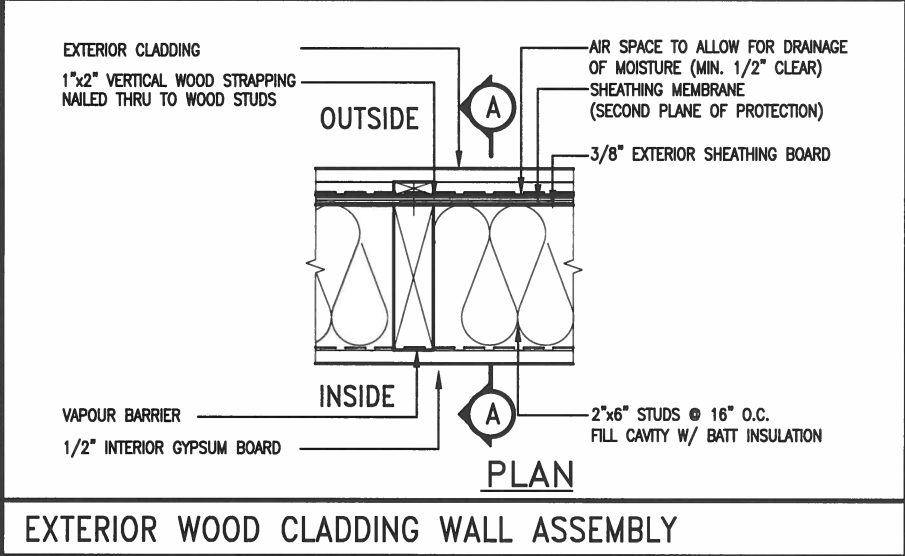 EXTERIOR CLADDING
1"x2" VERTICAL WOOD STRAPPING
NAILED THRU TO WOOD STUDS
OUTSIDE
A
AIR SPACE TO ALLOW FOR DRAINAGE
OF MOISTURE (MIN. 1/2" CLEAR)
SHEATHING MEMBRANE
(SECOND PLANE OF PROTECTION)
3/8" EXTERIOR SHEATHING BOARD
INSIDE
VAPOUR BARRIER
1/2" INTERIOR GYPSUM BOARD
A
2"x6" STUDS @ 16" O.C.
FILL CAVITY W/ BATT INSULATION
PLAN
EXTERIOR WOOD CLADDING WALL ASSEMBLY